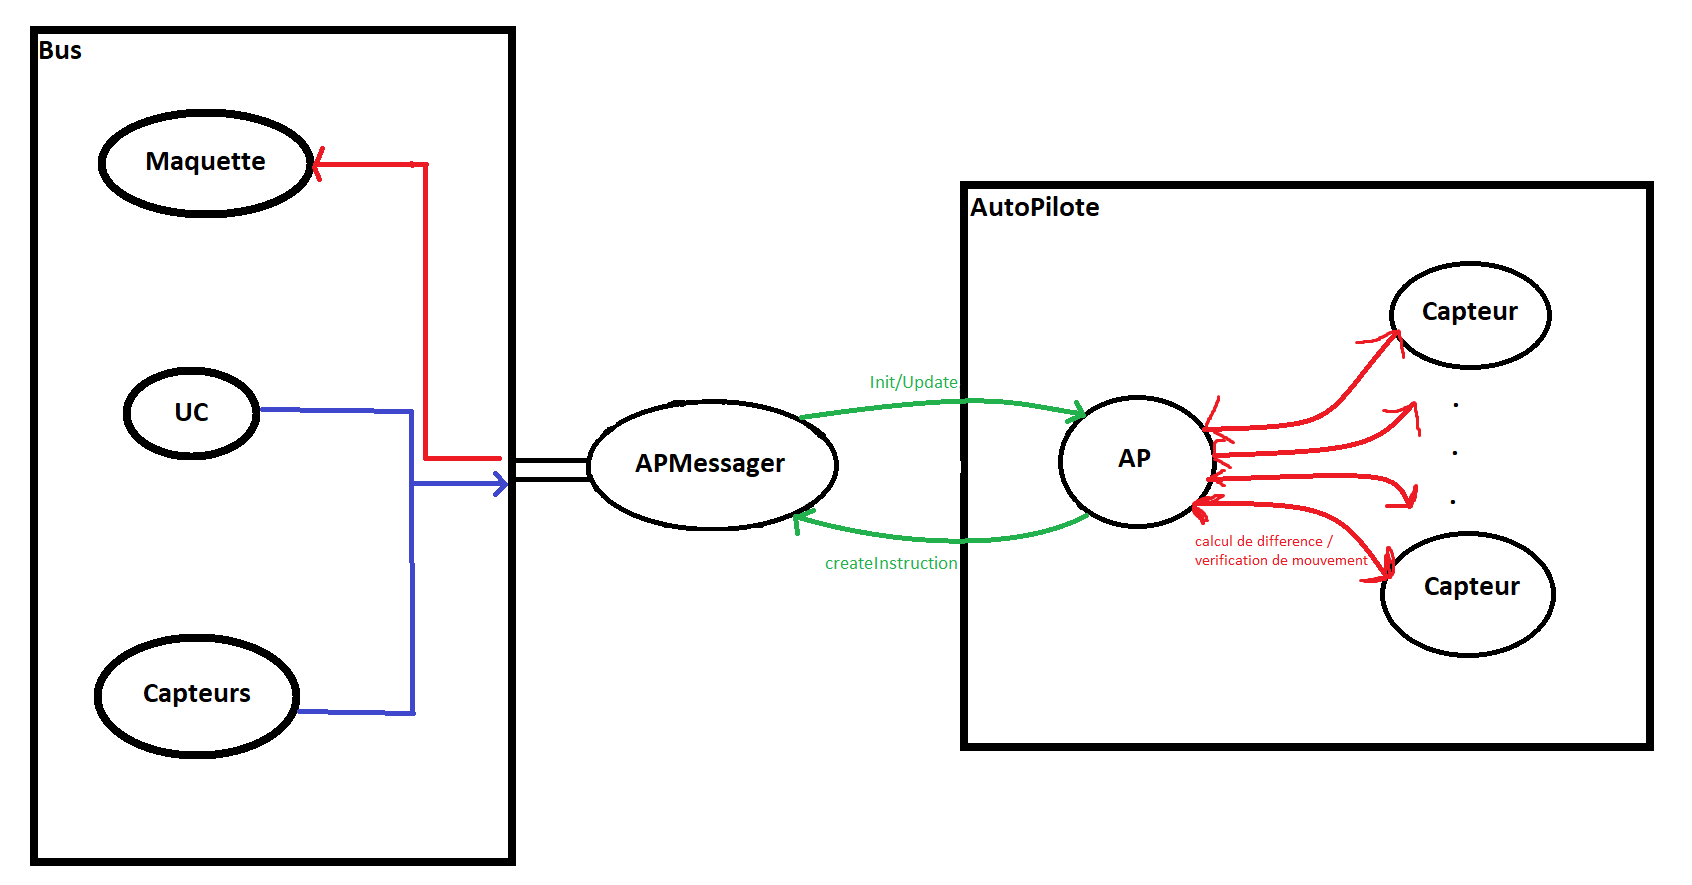 Bus
Maquette
UC
Capteurs
APMessager
Init/Update
createInstruction
AutoPilote
AP
Capteur
calcul de difference /
verification de mouvement
Capteur